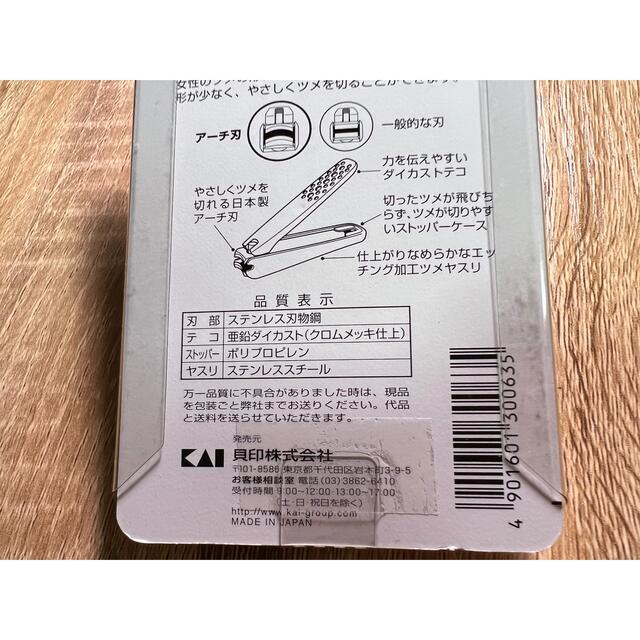 形が少なく、やさしくツメを切ることができます。
アーチ刃
一般的な刃
力を伝えやすい
ダイカストテコ
やさしくツメを
切れる日本製
アーチ刃
切ったツメが飛びち
らず、ツメが切りやす
いストッパーケース
仕上がりなめらかなエッ
チング加工ツメヤスリ
品質表示
刃部 ステンレス刃物鋼
テコ 亜鉛ダイカスト(クロムメッキ仕上)
ストッパー ポリプロピレン
ヤスリ ステンレススチール
万一品質に不具合がありました時は、現品
を包装ごと弊社までお送りください。代品
と送料を送らせていただきます。
発売元
KAI 貝印株式会社
〒101-8586 東京都千代田区岩本町3-9-5
お客様相談室 電話(03)3862-6410
受付時間 9:00~12:00・13:00~17:00
(土・日・祝日を除く)
http://www.kai-group.com
MADE IN JAPAN
4 901601 300635